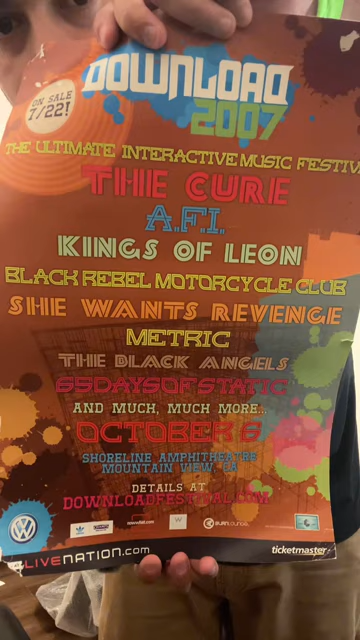 DOWNLOAD
2007
ON SALE
7/22!
THE ULTIMATE INTERACTIVE MUSIC FESTIV
THE CURE
A.F.I.
KINGS OF LEON
BLACK REBEL MOTORCYCLE CLUB
SHE WANTS REVENGE
METRIC
THE BLACK ANGELS
65DAYSOFSTATIC
AND MUCH, MUCH MORE...
OCTOBER 6
SHORELINE AMPHITHEATRE
MOUNTAIN VIEW, CA
DETAILS AT
DOWNLOADFESTIVAL.COM
VW
LIVENATION.com
ticketmaster